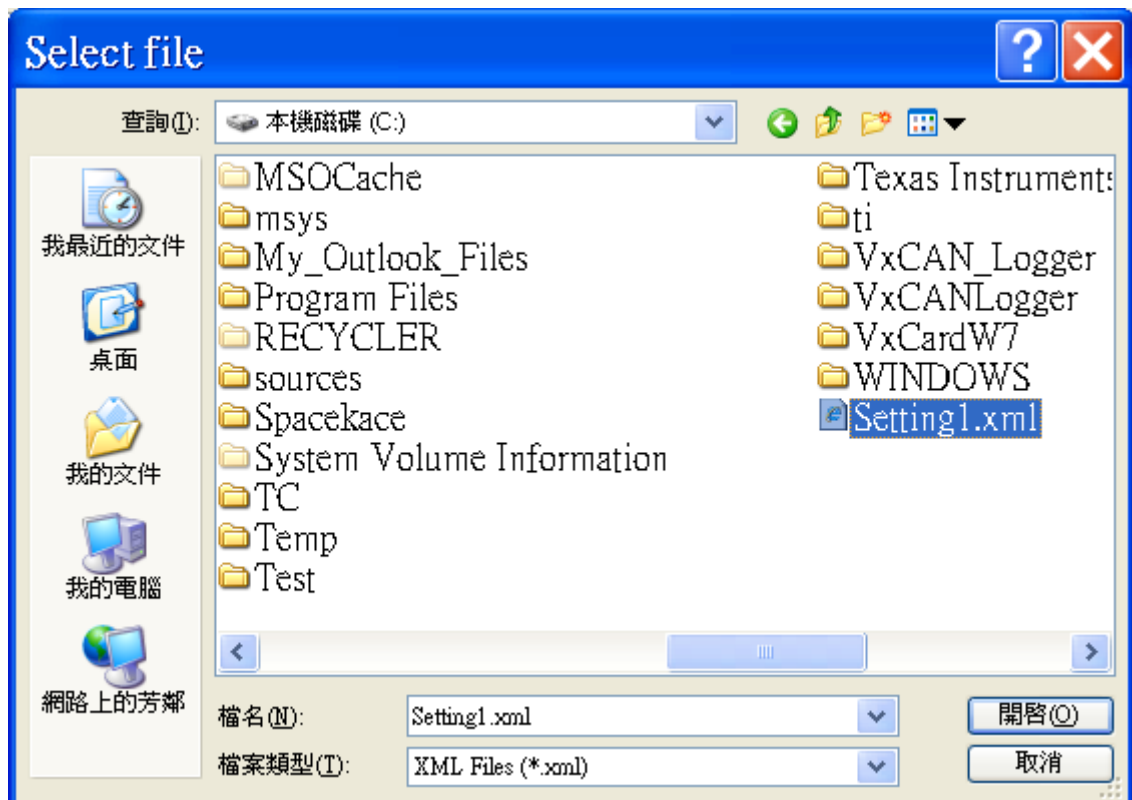 Select file
查詢(I):
本機磁碟 (C:)
我最近的文件
桌面
我的文件
我的電腦
網路上的芳鄰
MSOCache
msys
My_Outlook_Files
Program Files
RECYCLER
sources
Spacekace
System Volume Information
TC
Temp
Test
Texas Instruments
ti
VxCAN_Logger
VxCANLogger
VxCardW7
WINDOWS
Setting1.xml
檔名(N):
Setting1.xml
開啓(O)
檔案類型(T):
XML Files (*.xml)
取消